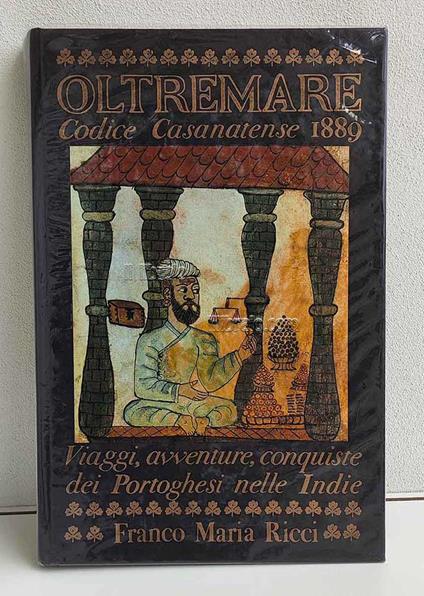 OLTREMARE
Codice Casanatense 1889
Viaggi, avventure, conquiste
dei Portoghesi nelle Indie
Franco Maria Ricci